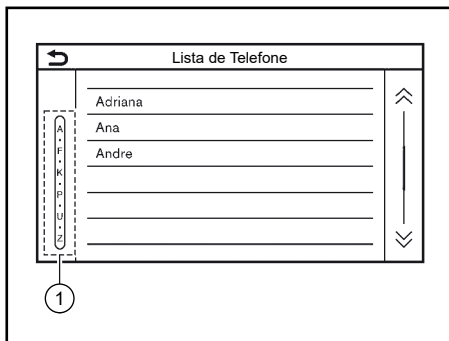 Lista de Telefone
Adriana
Ana
Andre
A
·
F
·
K
·
P
·
U
·
Z
1